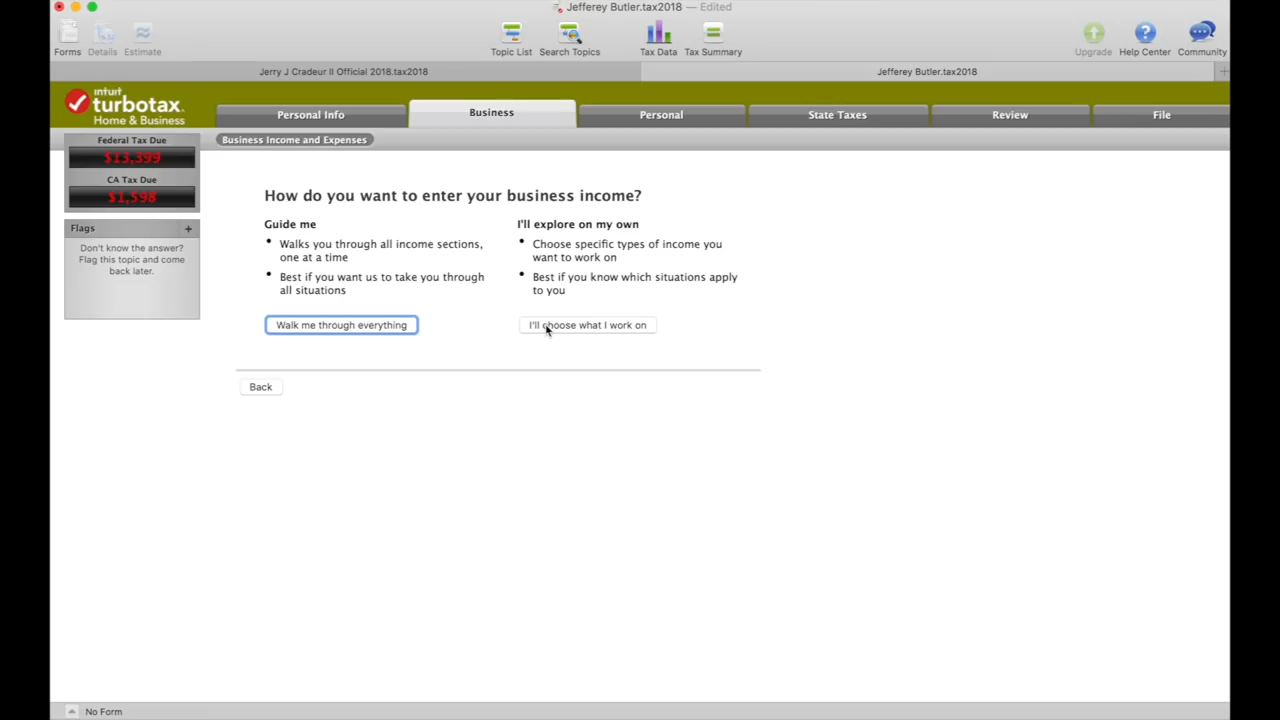 Jefferey Butler.tax2018 — Edited
Forms
Details
Estimate
Topic List
Search Topics
Tax Data
Tax Summary
Upgrade
Help Center
Community
Jerry J Cradeur II Official 2018.tax2018
Jefferey Butler.tax2018
intuit
turbotax.
Home & Business
Personal Info
Business
Personal
State Taxes
Review
File
Federal Tax Due
$13,399
CA Tax Due
$1,598
Flags +
Don't know the answer?
Flag this topic and come
back later.
Business Income and Expenses
How do you want to enter your business income?
Guide me
• Walks you through all income sections,
one at a time
• Best if you want us to take you through
all situations
Walk me through everything
I'll explore on my own
• Choose specific types of income you
want to work on
• Best if you know which situations apply
to you
I'll choose what I work on
Back
No Form